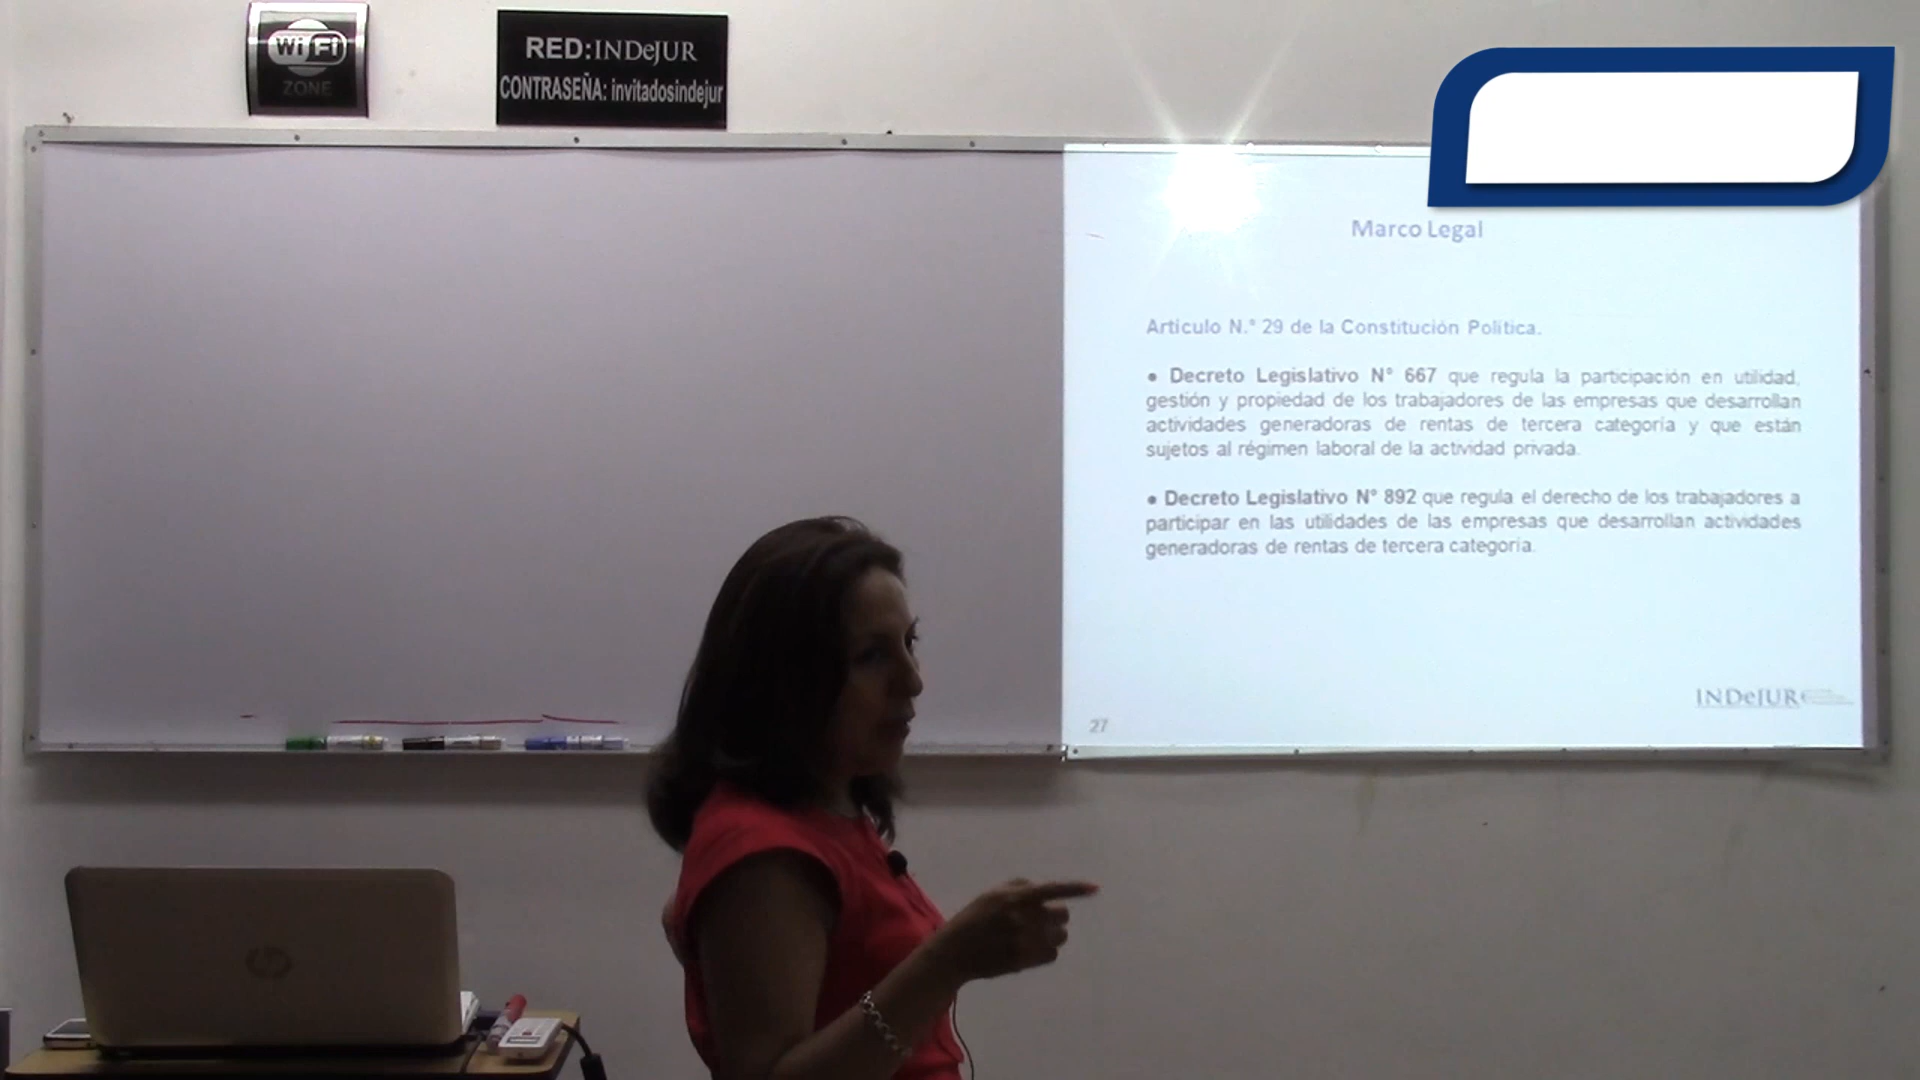 Wi Fi
ZONE
RED:INDeJUR
CONTRASEÑA: invitadosindejur
Marco Legal
Artículo N.° 29 de la Constitución Política.
● Decreto Legislativo N° 667 que regula la participación en utilidad,
gestión y propiedad de los trabajadores de las empresas que desarrollan
actividades generadoras de rentas de tercera categoría y que están
sujetos al régimen laboral de la actividad privada.
● Decreto Legislativo N° 892 que regula el derecho de los trabajadores a
participar en las utilidades de las empresas que desarrollan actividades
generadoras de rentas de tercera categoría.
INDeJUR
27
hp